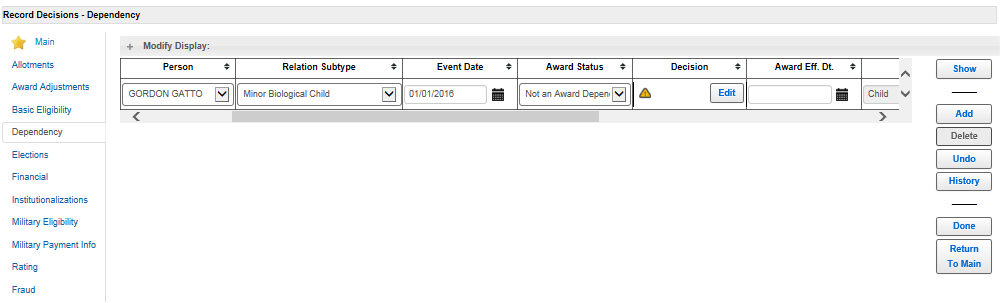 Record Decisions - Dependency
Main
Allotments
Award Adjustments
Basic Eligibility
Dependency
Elections
Financial
Institutionalizations
Military Eligibility
Military Payment Info
Rating
Fraud
+ Modify Display:
Person Relation Subtype Event Date Award Status Decision Award Eff. Dt.
GORDON GATTO Minor Biological Child 01/01/2016 Not an Award Depen Edit Child
Show
Add
Delete
Undo
History
Done
Return
To Main